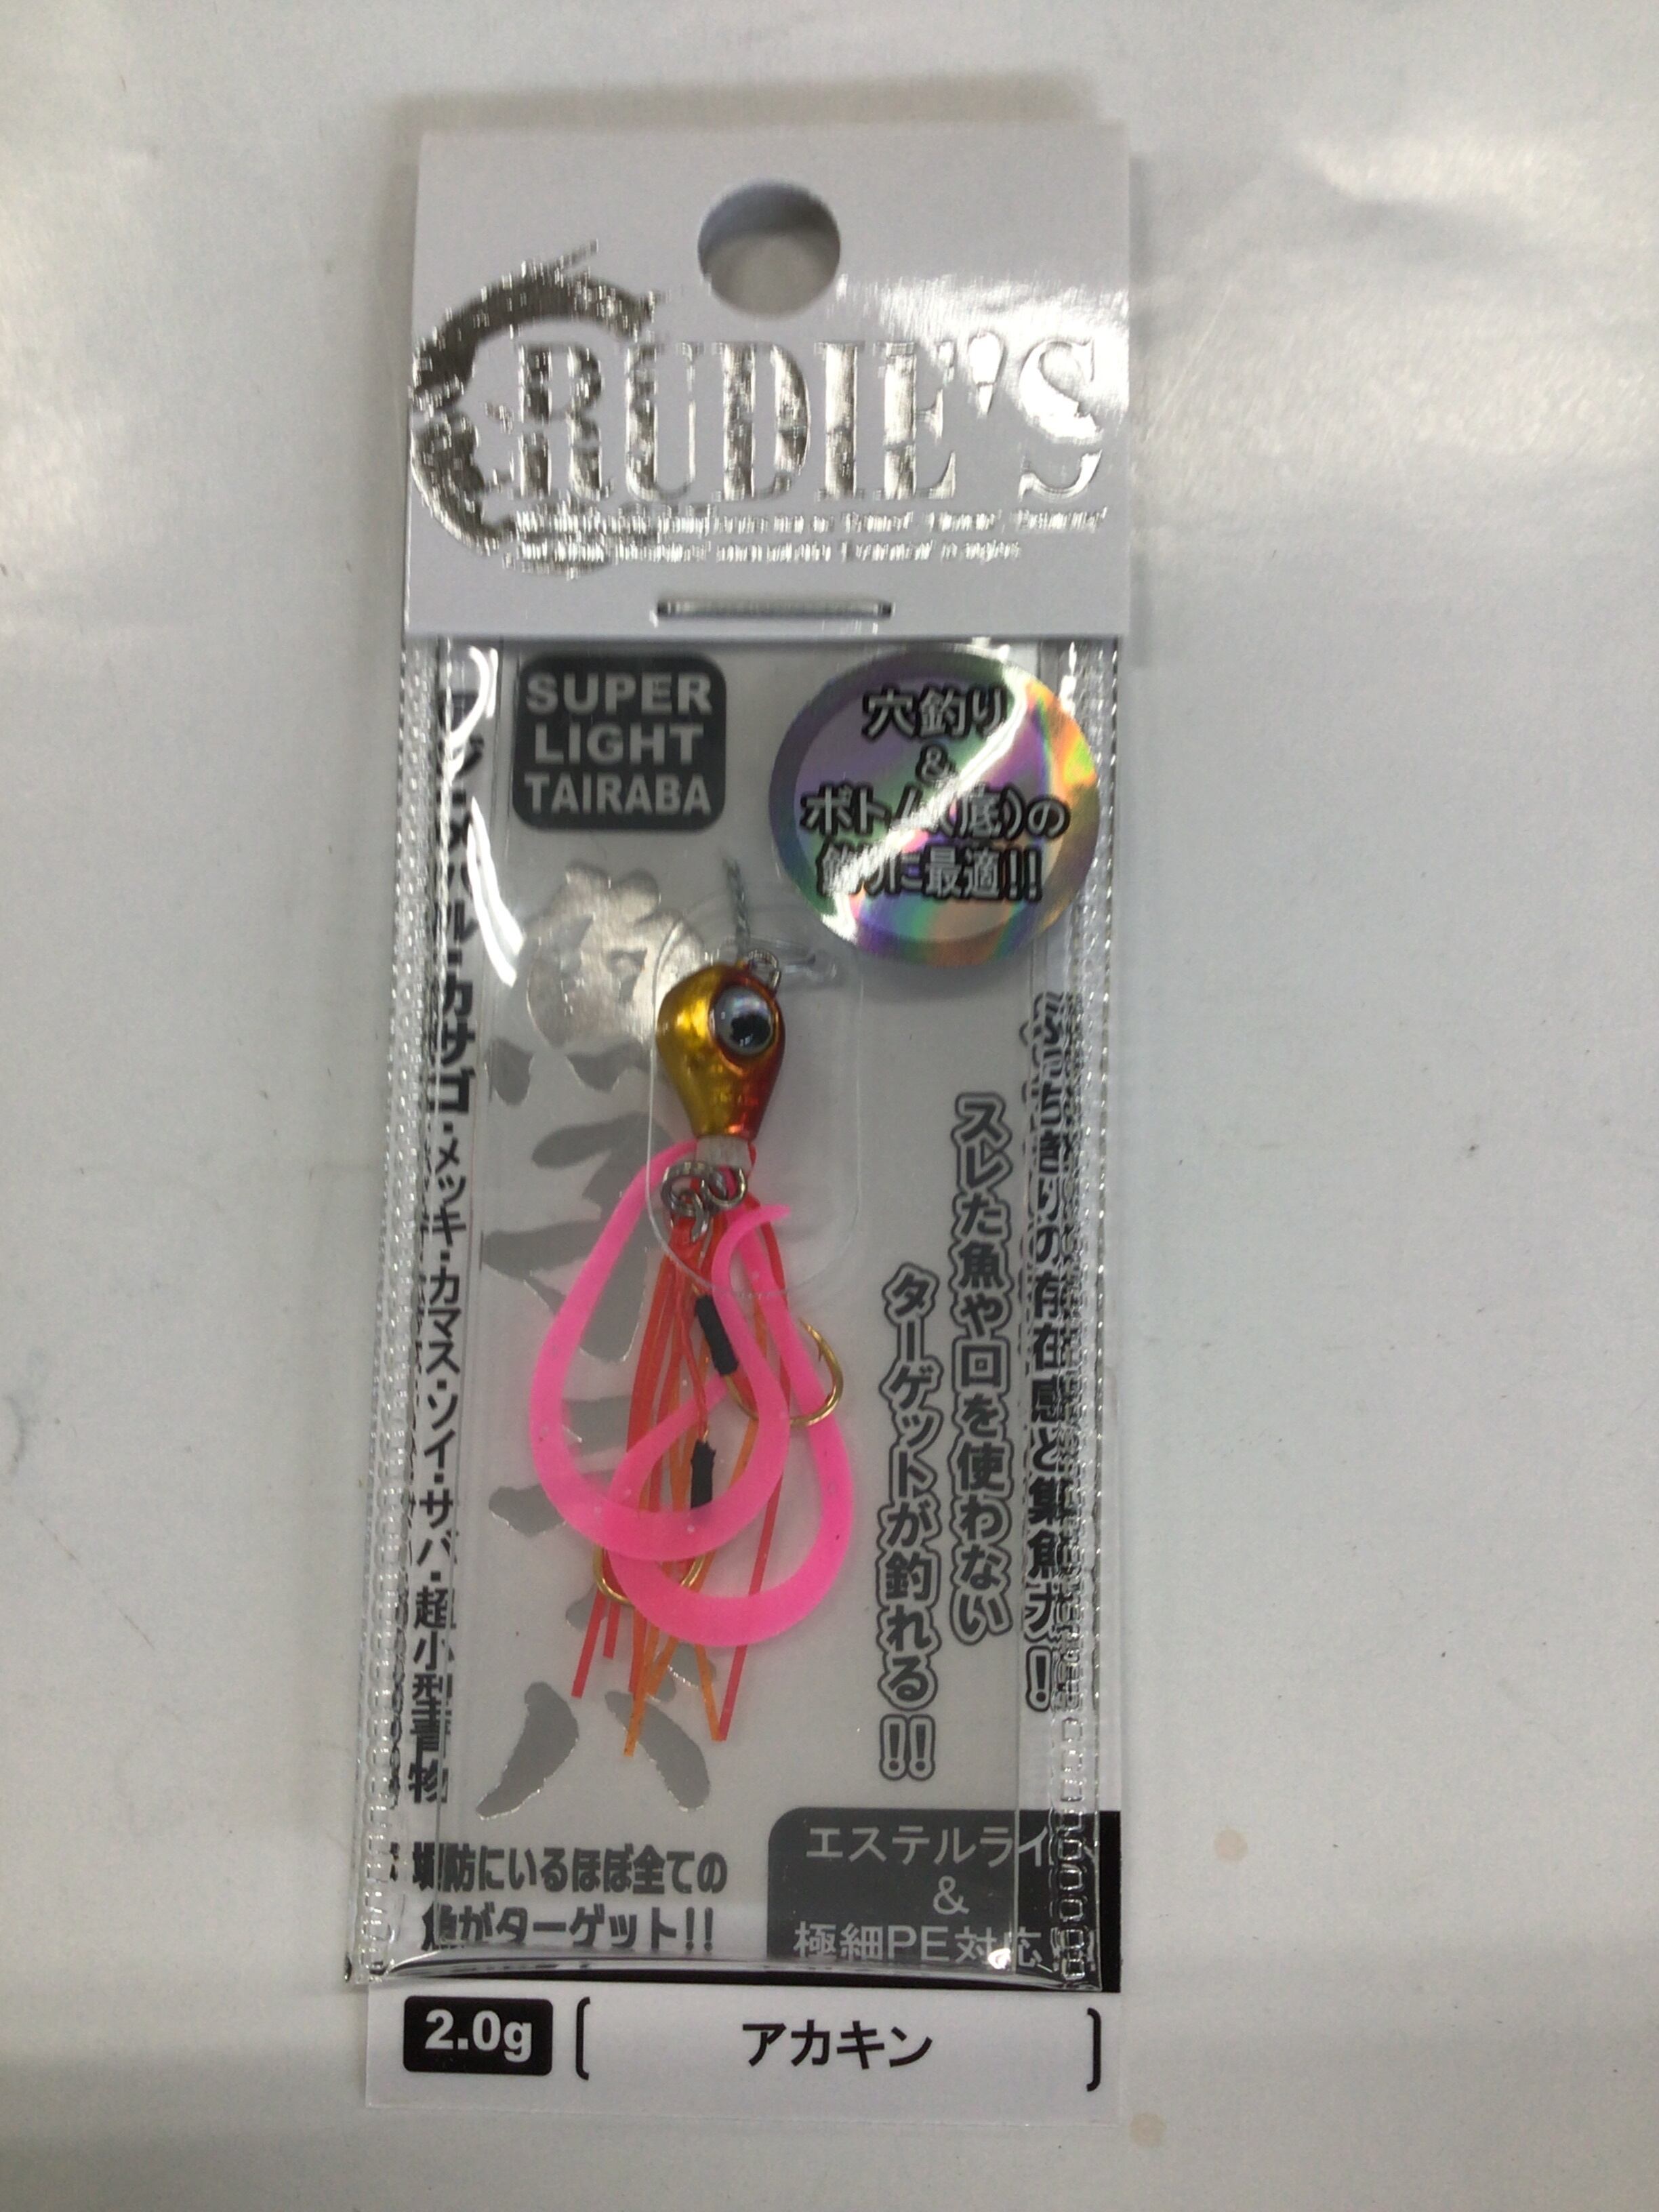 RUDIE'S
SUPER
LIGHT
TAIRABA
穴釣り
&
ボトム(底)の
釣りに最適!!
メバル・カサゴ・メッキ・カマス・ソイ・サバ・超小型青物
の存在感と集魚力!
スレた魚や口を使わない
ターゲットが釣れる!!
堤防にいるほぼ全ての
魚がターゲット!!
エステルライン
&
極細PE対応
2.0g
アカキン